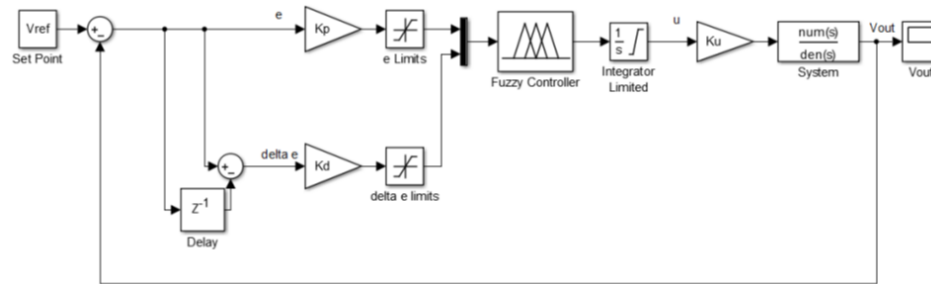 e
Vref
Kp
Set Point
e Limits
Fuzzy Controller
1
s
Integrator
Limited
u
Ku
num(s)
den(s)
System
Vout
Vout
delta e
Kd
delta e limits
Z-1
Delay